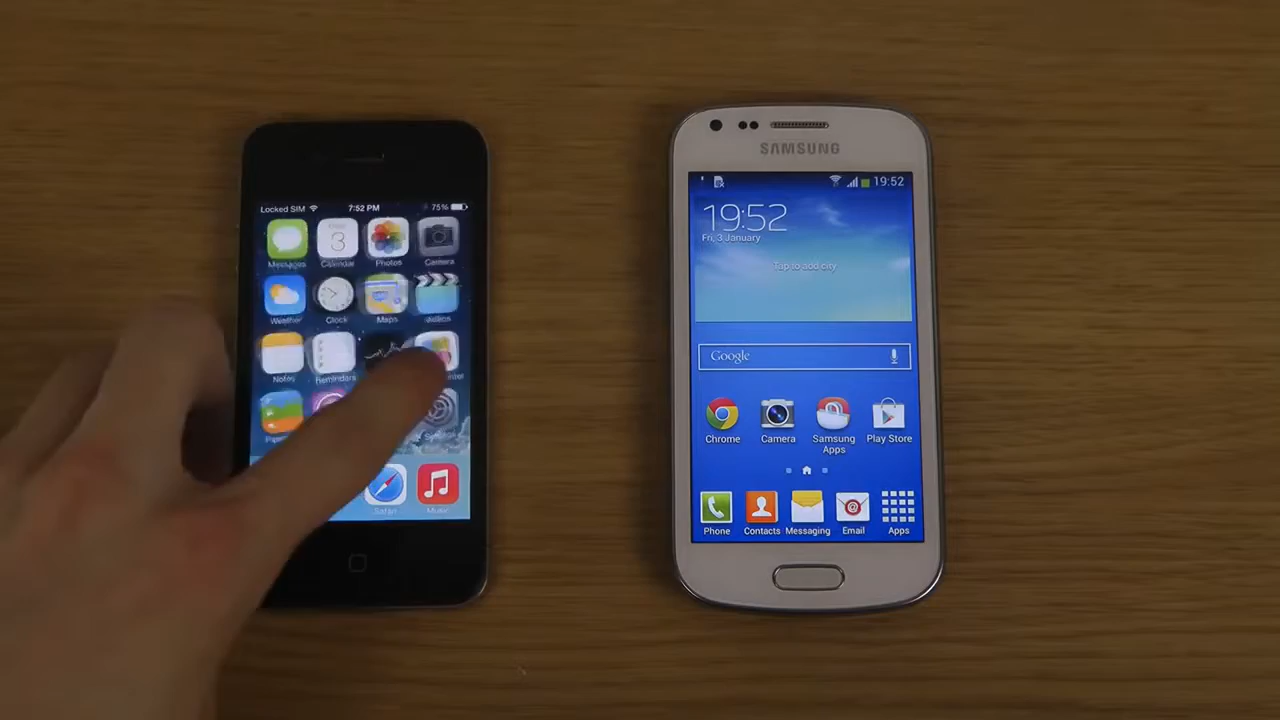 Locked SIM
7:52 PM
75%
Messages
Calendar
Photos
Camera
3
Weather
Clock
Maps
Videos
Notes
Reminders
Safari
Music
SAMSUNG
19:52
19:52
Fri, 3 January
Tap to add city
Google
Chrome
Camera
Samsung
Apps
Play Store
Phone
Contacts
Messaging
Email
Apps